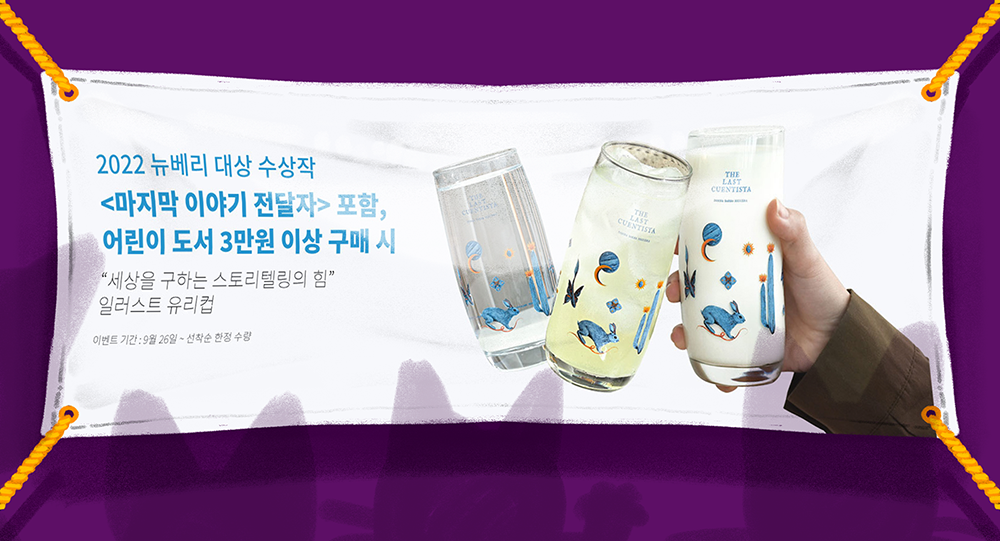 2022 뉴베리 대상 수상작
<마지막 이야기 전달자> 포함,
어린이 도서 3만원 이상 구매 시
“세상을 구하는 스토리텔링의 힘”
일러스트 유리컵
이벤트 기간 : 9월 26일 ~ 선착순 한정 수량
THE
LAST
CUENTISTA
THE
LAST
CUENTISTA
THE
LAST
CUENTISTA